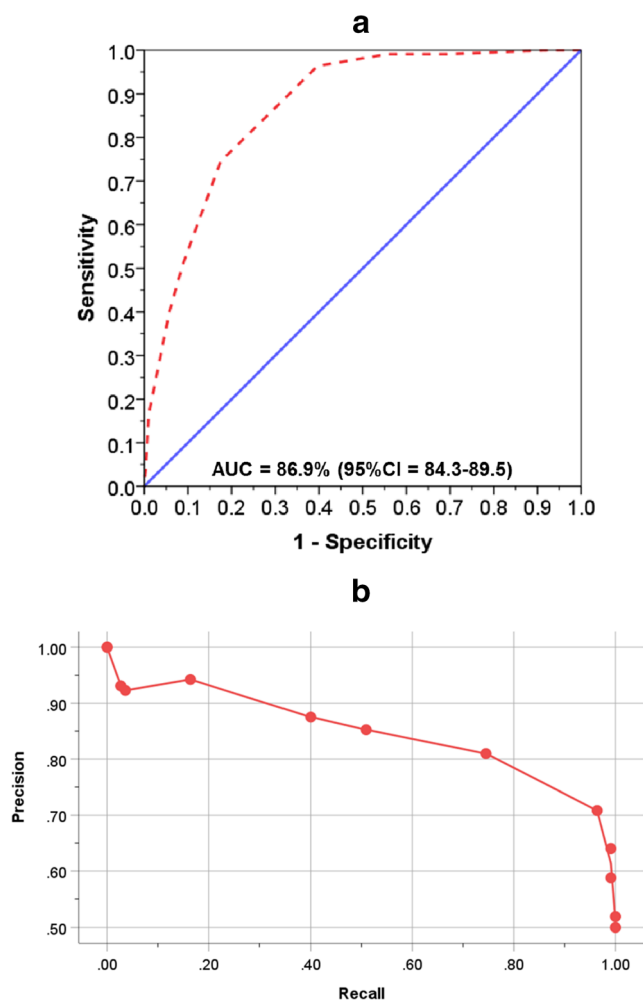 a
1.0
0.9
0.8
0.7
0.6
0.5
0.4
0.3
0.2
0.1
0.0
Sensitivity
AUC = 86.9% (95%CI = 84.3-89.5)
0.0 0.1 0.2 0.3 0.4 0.5 0.6 0.7 0.8 0.9 1.0
1 - Specificity
b
1.00
.90
.80
.70
.60
.50
Precision
.00 .20 .40 .60 .80 1.00
Recall